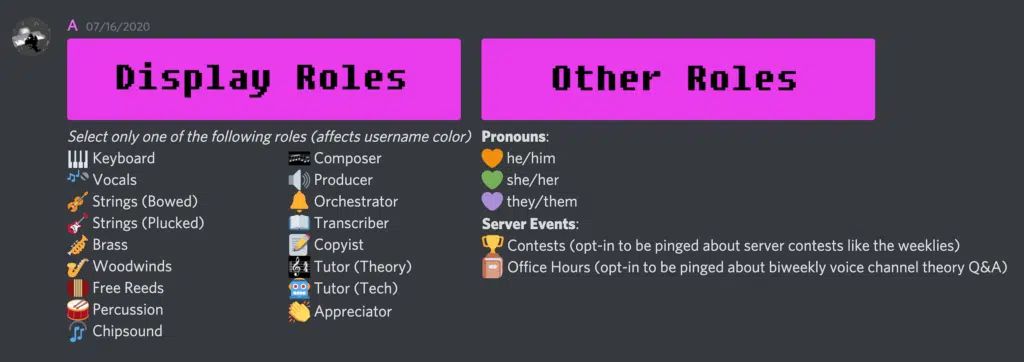 A 07/16/2020
Display Roles
Select only one of the following roles (affects username color)
Keyboard
Vocals
Strings (Bowed)
Strings (Plucked)
Brass
Woodwinds
Free Reeds
Percussion
Chipsound
Composer
Producer
Orchestrator
Transcriber
Copyist
Tutor (Theory)
Tutor (Tech)
Appreciator
Other Roles
Pronouns:
he/him
she/her
they/them
Server Events:
Contests (opt-in to be pinged about server contests like the weeklies)
Office Hours (opt-in to be pinged about biweekly voice channel theory Q&A)